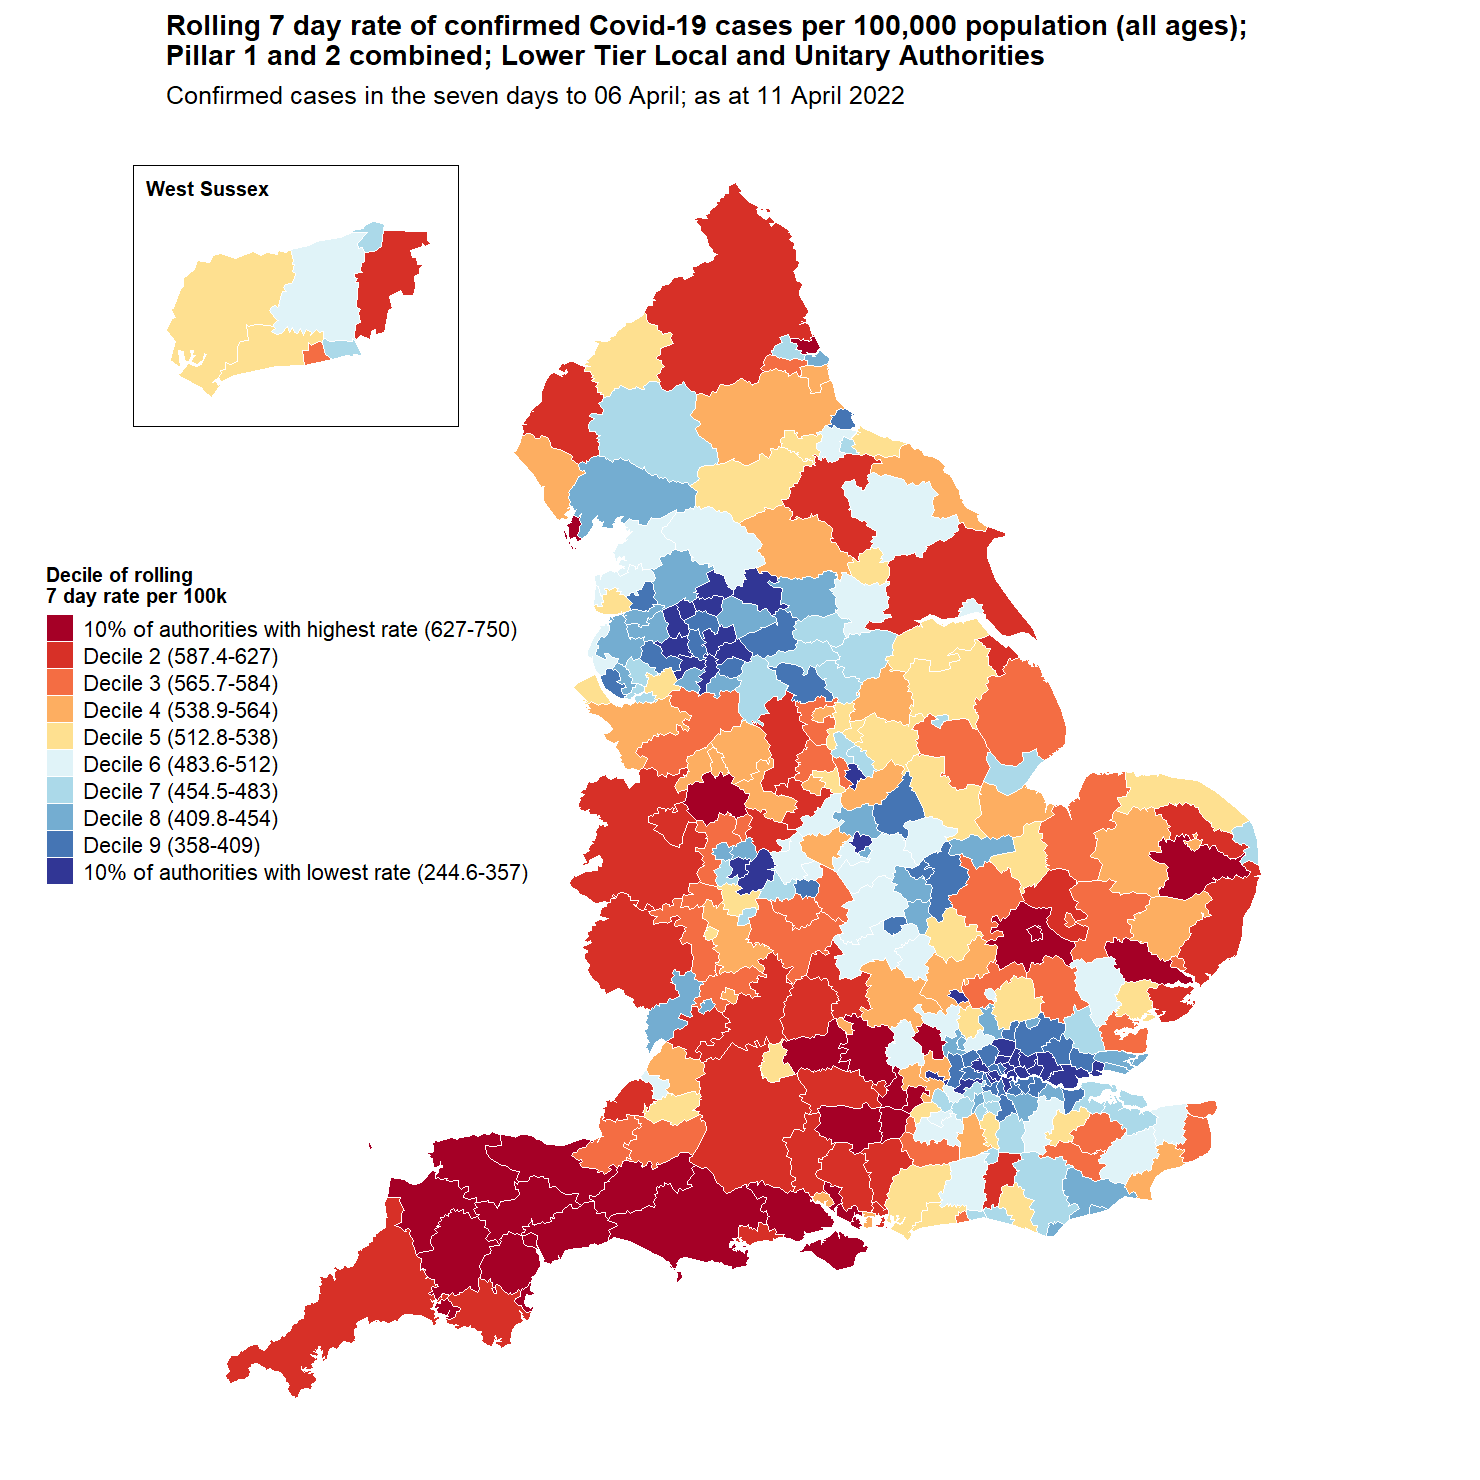 Rolling 7 day rate of confirmed Covid-19 cases per 100,000 population (all ages);
Pillar 1 and 2 combined; Lower Tier Local and Unitary Authorities
Confirmed cases in the seven days to 06 April; as at 11 April 2022
West Sussex
Decile of rolling
7 day rate per 100k
10% of authorities with highest rate (627-750)
Decile 2 (587.4-627)
Decile 3 (565.7-584)
Decile 4 (538.9-564)
Decile 5 (512.8-538)
Decile 6 (483.6-512)
Decile 7 (454.5-483)
Decile 8 (409.8-454)
Decile 9 (358-409)
10% of authorities with lowest rate (244.6-357)